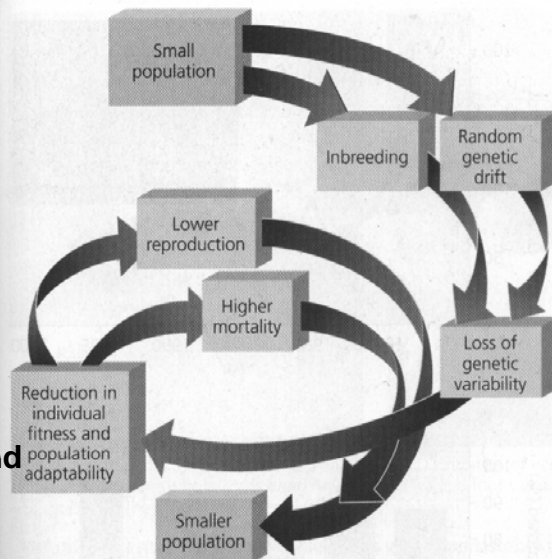 Small
population
Inbreeding
Random
genetic
drift
Lower
reproduction
Higher
mortality
Loss of
genetic
variability
Reduction in
individual
fitness and
population
adaptability
Smaller
population